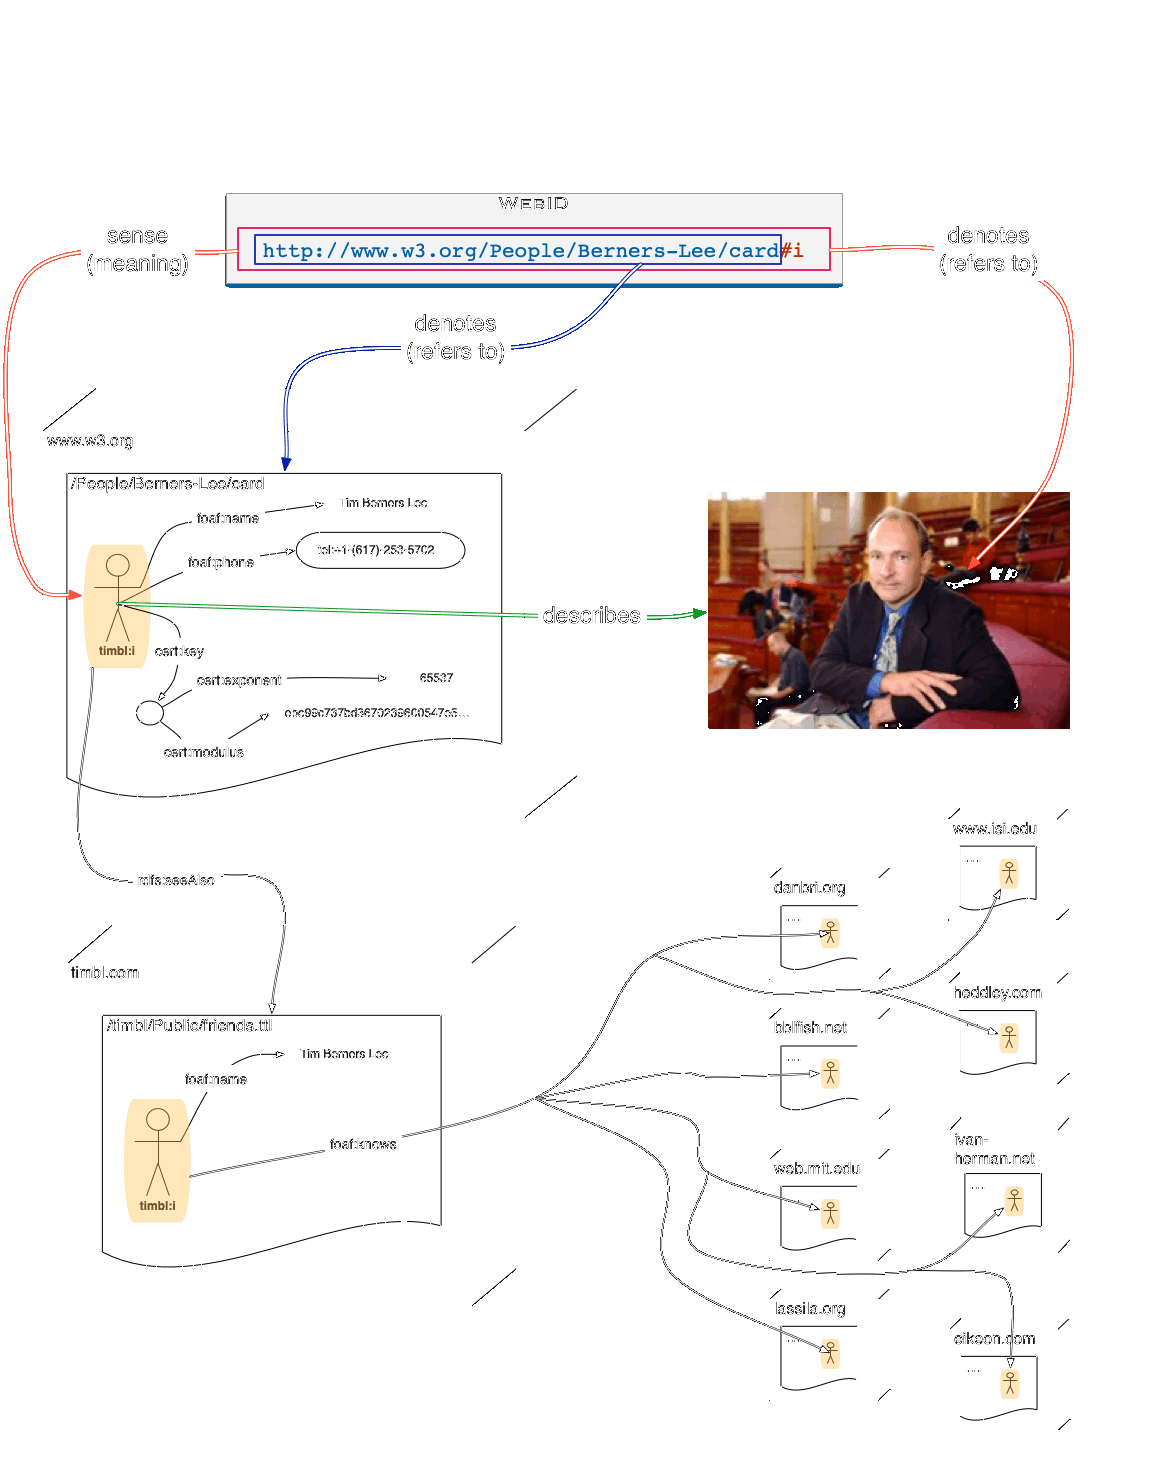 WEBID
http://www.w3.org/People/Berners-Lee/card#i
sense
(meaning)
denotes
(refers to)
denotes
(refers to)
www.w3.org
/People/Berners-Lee/card
foaf:name
Tim Berners Lee
foaf:phone
tel:+1-(617)-253-5702
timbl:i
describes
cert:key
cert:exponent
65537
cert:modulus
rdfs:seeAlso
timbl.com
/timbl/Public/friends.ttl
foaf:name
Tim Berners Lee
timbl:i
foaf:knows
danbri.org
www.isi.edu
heddley.com
bblfish.net
web.mit.edu
ivan-
herman.net
lassila.org
eikeon.com